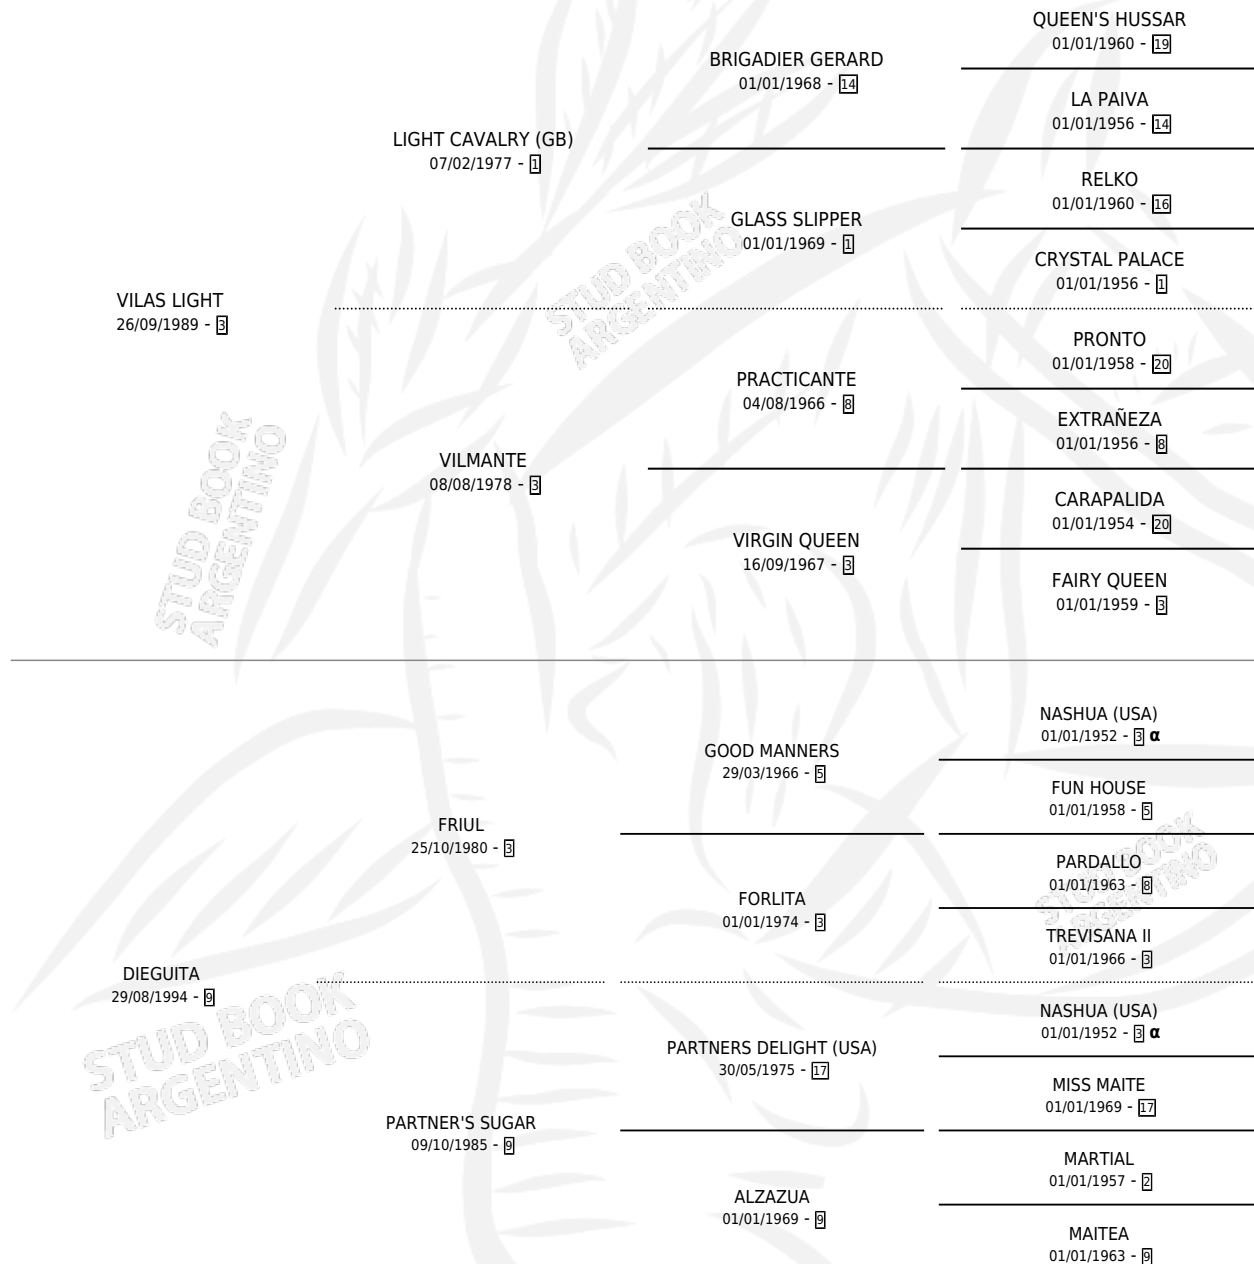 QUEEN'S HUSSAR
01/01/1960 - 19
BRIGADIER GERARD
01/01/1968 - 14
LA PAIVA
01/01/1956 - 14
LIGHT CAVALRY (GB)
07/02/1977 - 1
RELKO
01/01/1960 - 16
GLASS SLIPPER
01/01/1969 - 1
CRYSTAL PALACE
01/01/1956 - 1
VILAS LIGHT
26/09/1989 - 3
PRONTO
01/01/1958 - 20
PRACTICANTE
04/08/1966 - 8
EXTRAÑEZA
01/01/1956 - 8
VILMANTE
08/08/1978 - 3
CARAPALIDA
01/01/1954 - 20
VIRGIN QUEEN
16/09/1967 - 3
FAIRY QUEEN
01/01/1959 - 3
NASHUA (USA)
01/01/1952 - 3 α
GOOD MANNERS
29/03/1966 - 5
FUN HOUSE
01/01/1958 - 5
FRIUL
25/10/1980 - 3
PARDALLO
01/01/1963 - 8
FORLITA
01/01/1974 - 3
TREVISANA II
01/01/1966 - 3
DIEGUITA
29/08/1994 - 9
NASHUA (USA)
01/01/1952 - 3 α
PARTNERS DELIGHT (USA)
30/05/1975 - 17
MISS MAITE
01/01/1969 - 17
PARTNER'S SUGAR
09/10/1985 - 9
MARTIAL
01/01/1957 - 2
ALZAZUA
01/01/1969 - 9
MAITEA
01/01/1963 - 9
STUD BOOK
ARGENTINO
STUD BOOK
ARGENTINO
STUD BOOK
ARGENTINO
STUD BOOK
ARGENTINO